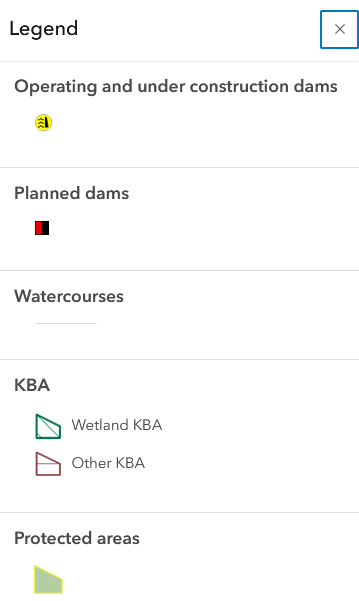 Legend
Operating and under construction dams
Planned dams
Watercourses
KBA
Wetland KBA
Other KBA
Protected areas